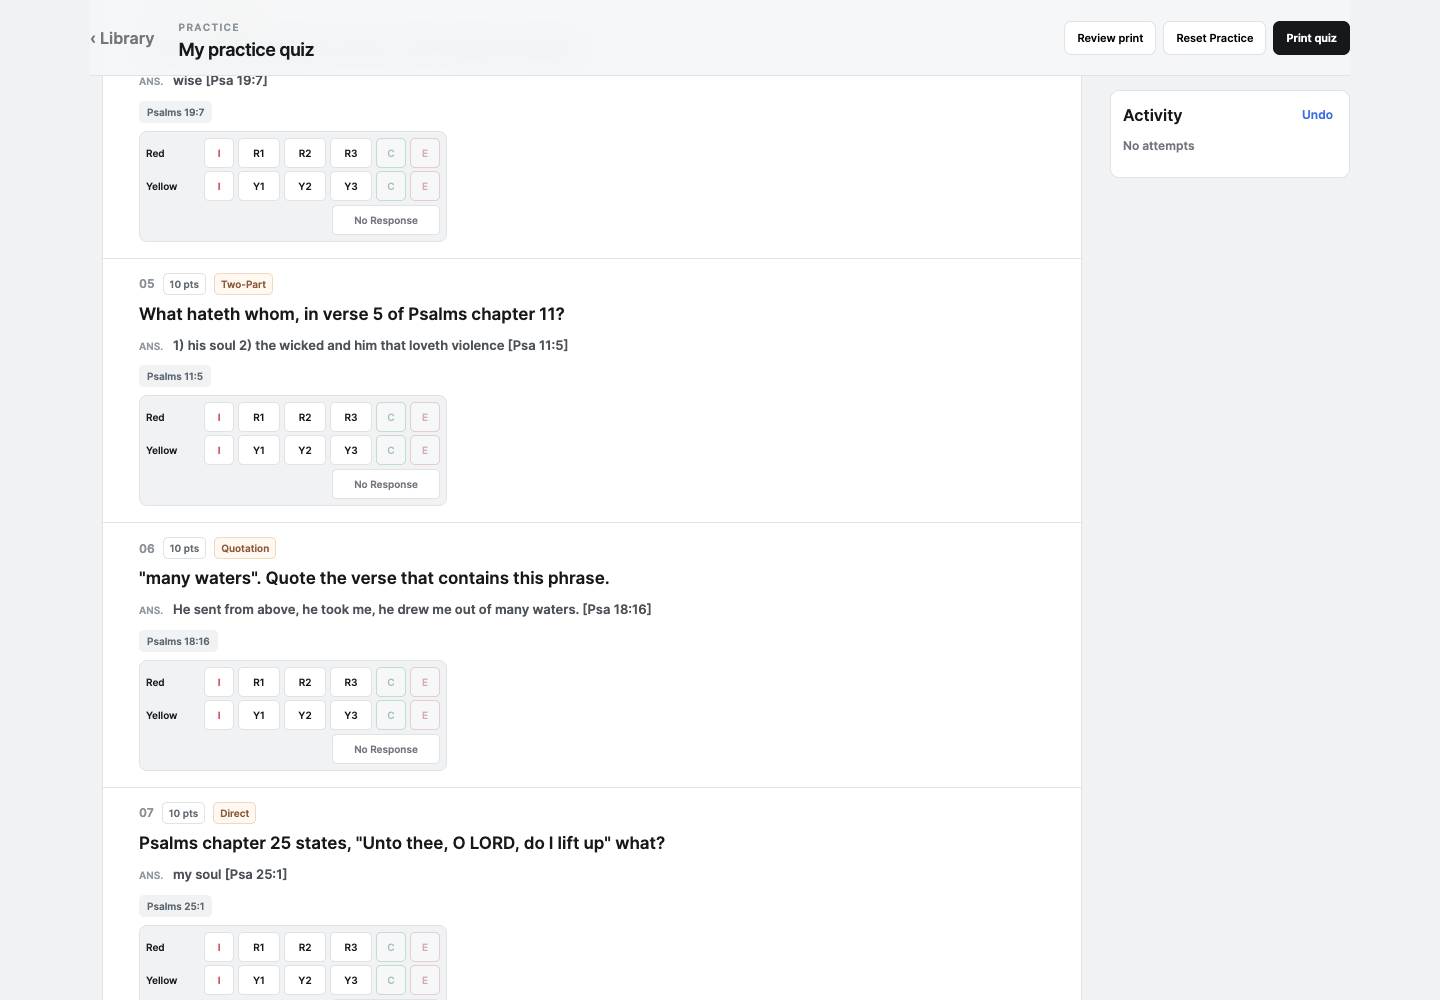 ‹ Library
PRACTICE
My practice quiz
Review print
Reset Practice
Print quiz
ANS. wise [Psa 19:7]
Psalms 19:7
Red I R1 R2 R3 C E
Yellow I Y1 Y2 Y3 C E
No Response
Activity Undo
No attempts
05 10 pts Two-Part
What hateth whom, in verse 5 of Psalms chapter 11?
ANS. 1) his soul 2) the wicked and him that loveth violence [Psa 11:5]
Psalms 11:5
Red I R1 R2 R3 C E
Yellow I Y1 Y2 Y3 C E
No Response
06 10 pts Quotation
"many waters". Quote the verse that contains this phrase.
ANS. He sent from above, he took me, he drew me out of many waters. [Psa 18:16]
Psalms 18:16
Red I R1 R2 R3 C E
Yellow I Y1 Y2 Y3 C E
No Response
07 10 pts Direct
Psalms chapter 25 states, "Unto thee, O LORD, do I lift up" what?
ANS. my soul [Psa 25:1]
Psalms 25:1
Red I R1 R2 R3 C E
Yellow I Y1 Y2 Y3 C E